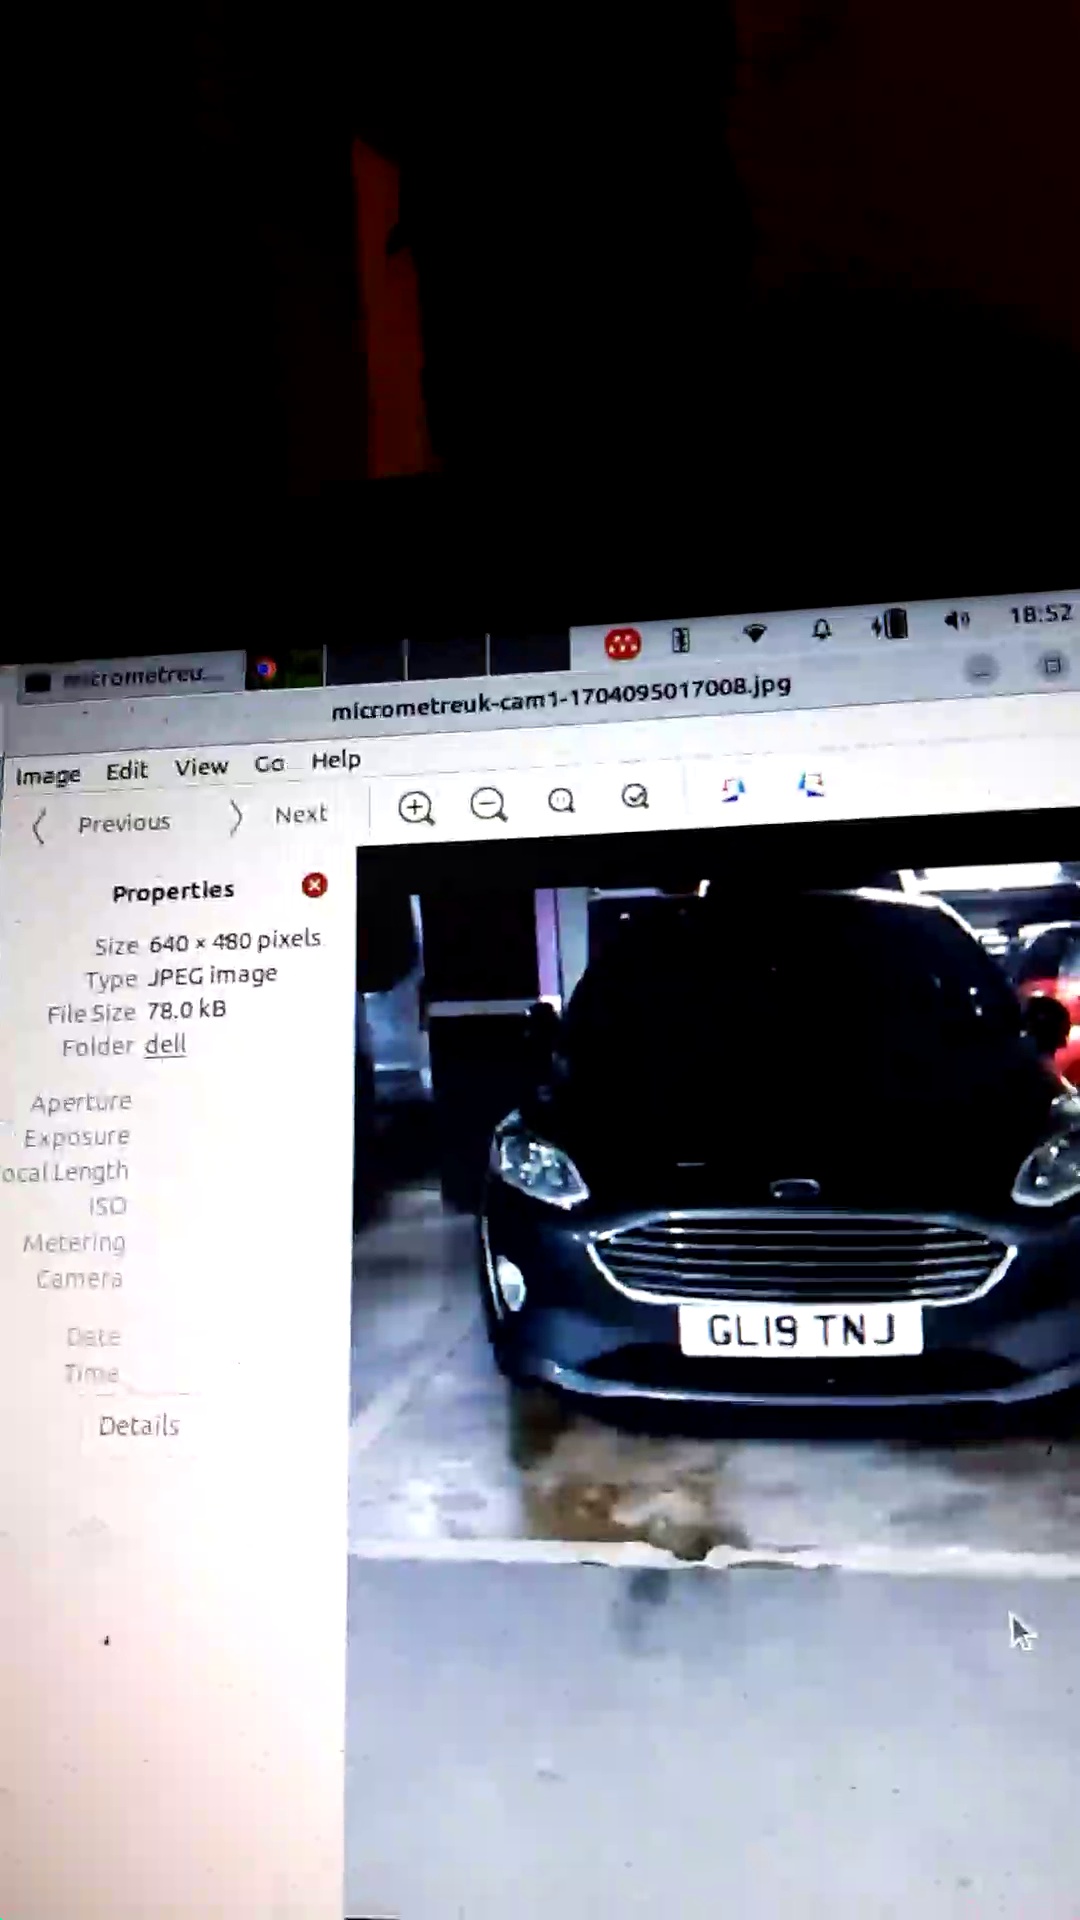 micrometreu...
18:52
micrometreuk-cam1-1704095017008.jpg
Image Edit View Go Help
Previous Next
Properties
Size 640 × 480 pixels
Type JPEG image
File Size 78.0 kB
Folder dell
Aperture
Exposure
ocal Length
ISO
Metering
Camera
Date
Time
Details
GL19 TNJ